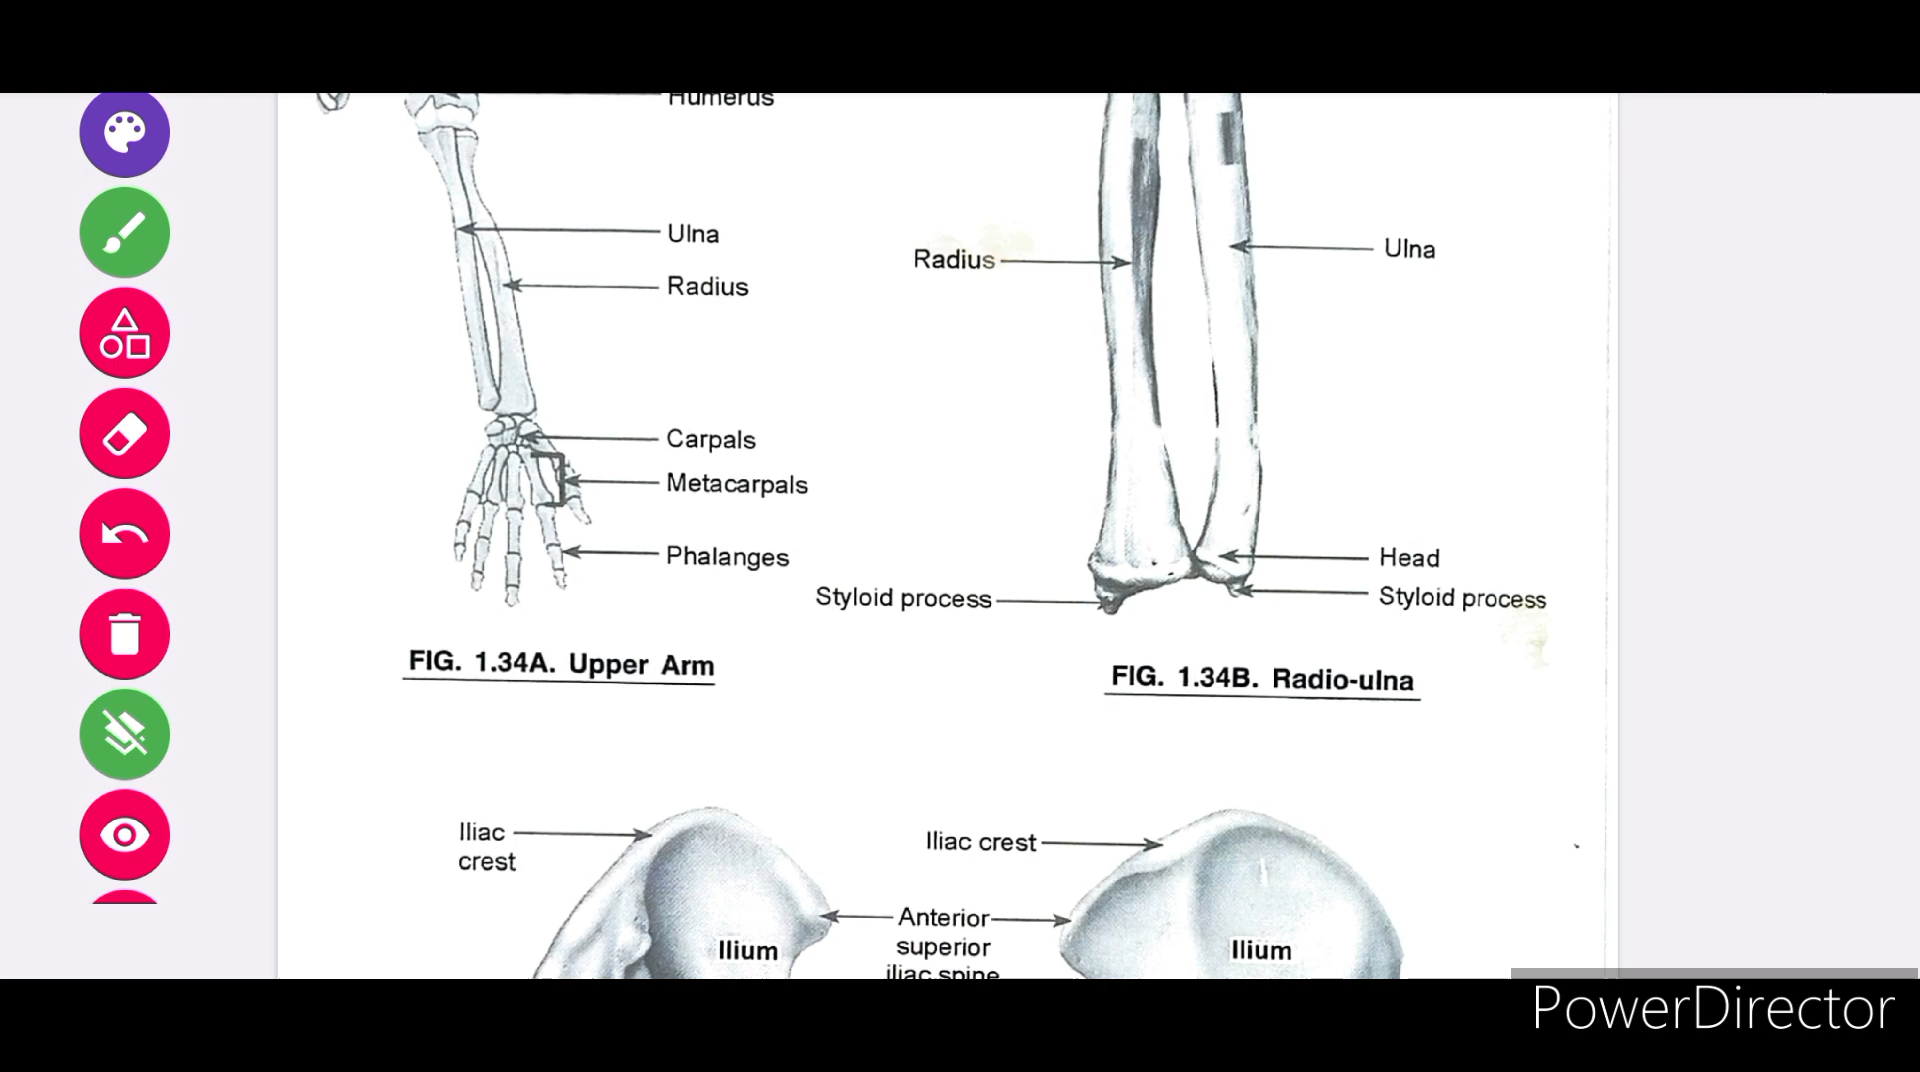 Humerus
Ulna
Radius
Carpals
Metacarpals
Phalanges
FIG. 1.34A. Upper Arm
Radius
Ulna
Head
Styloid process
Styloid process
FIG. 1.34B. Radio-ulna
Iliac
crest
Ilium
Iliac crest
Anterior
superior
iliac spine
Ilium
PowerDirector